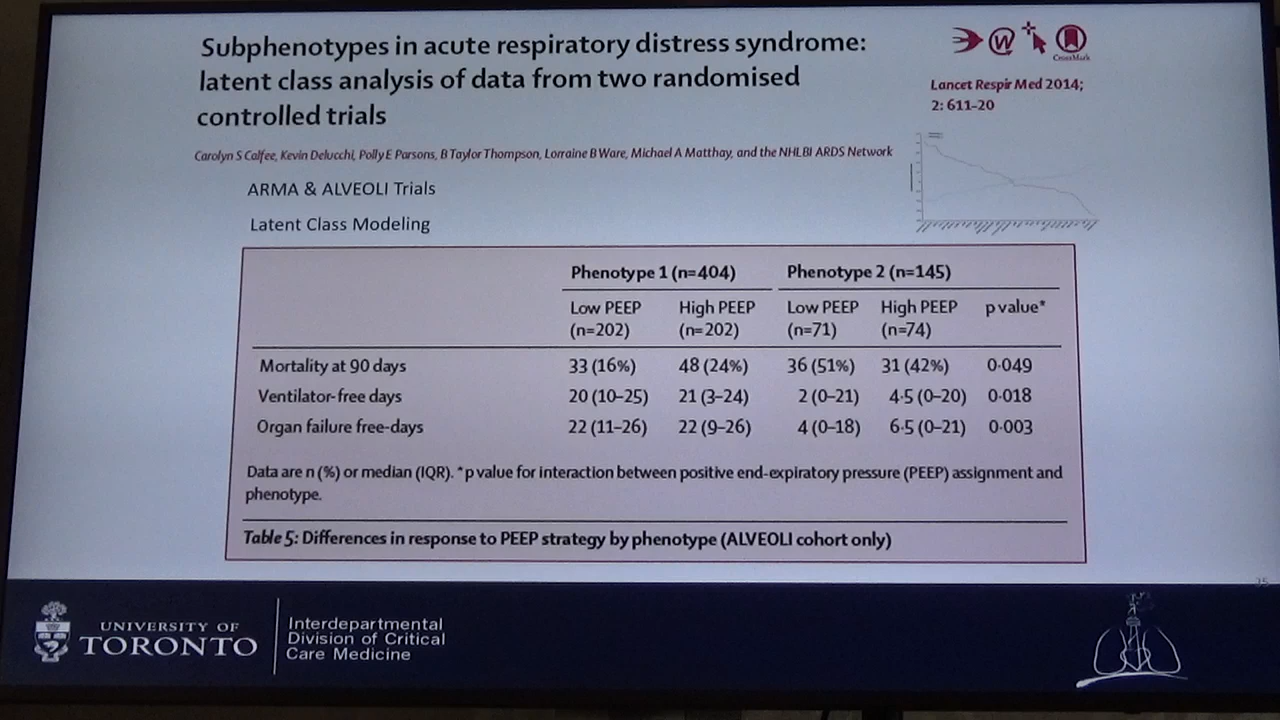 Subphenotypes in acute respiratory distress syndrome:
latent class analysis of data from two randomised
controlled trials
W
CrossMark
Lancet Respir Med 2014;
2: 611–20
Carolyn S Calfee, Kevin Delucchi, Polly E Parsons, B Taylor Thompson, Lorraine B Ware, Michael A Matthay, and the NHLBI ARDS Network
ARMA & ALVEOLI Trials
Latent Class Modeling
Phenotype 1 (n=404) Phenotype 2 (n=145)
Low PEEP High PEEP Low PEEP High PEEP p value*
(n=202) (n=202) (n=71) (n=74)
Mortality at 90 days 33 (16%) 48 (24%) 36 (51%) 31 (42%) 0·049
Ventilator-free days 20 (10–25) 21 (3–24) 2 (0–21) 4·5 (0–20) 0·018
Organ failure free-days 22 (11–26) 22 (9–26) 4 (0–18) 6·5 (0–21) 0·003
Data are n (%) or median (IQR). *p value for interaction between positive end-expiratory pressure (PEEP) assignment and
phenotype.
Table 5: Differences in response to PEEP strategy by phenotype (ALVEOLI cohort only)
UNIVERSITY OF
TORONTO
Interdepartmental
Division of Critical
Care Medicine